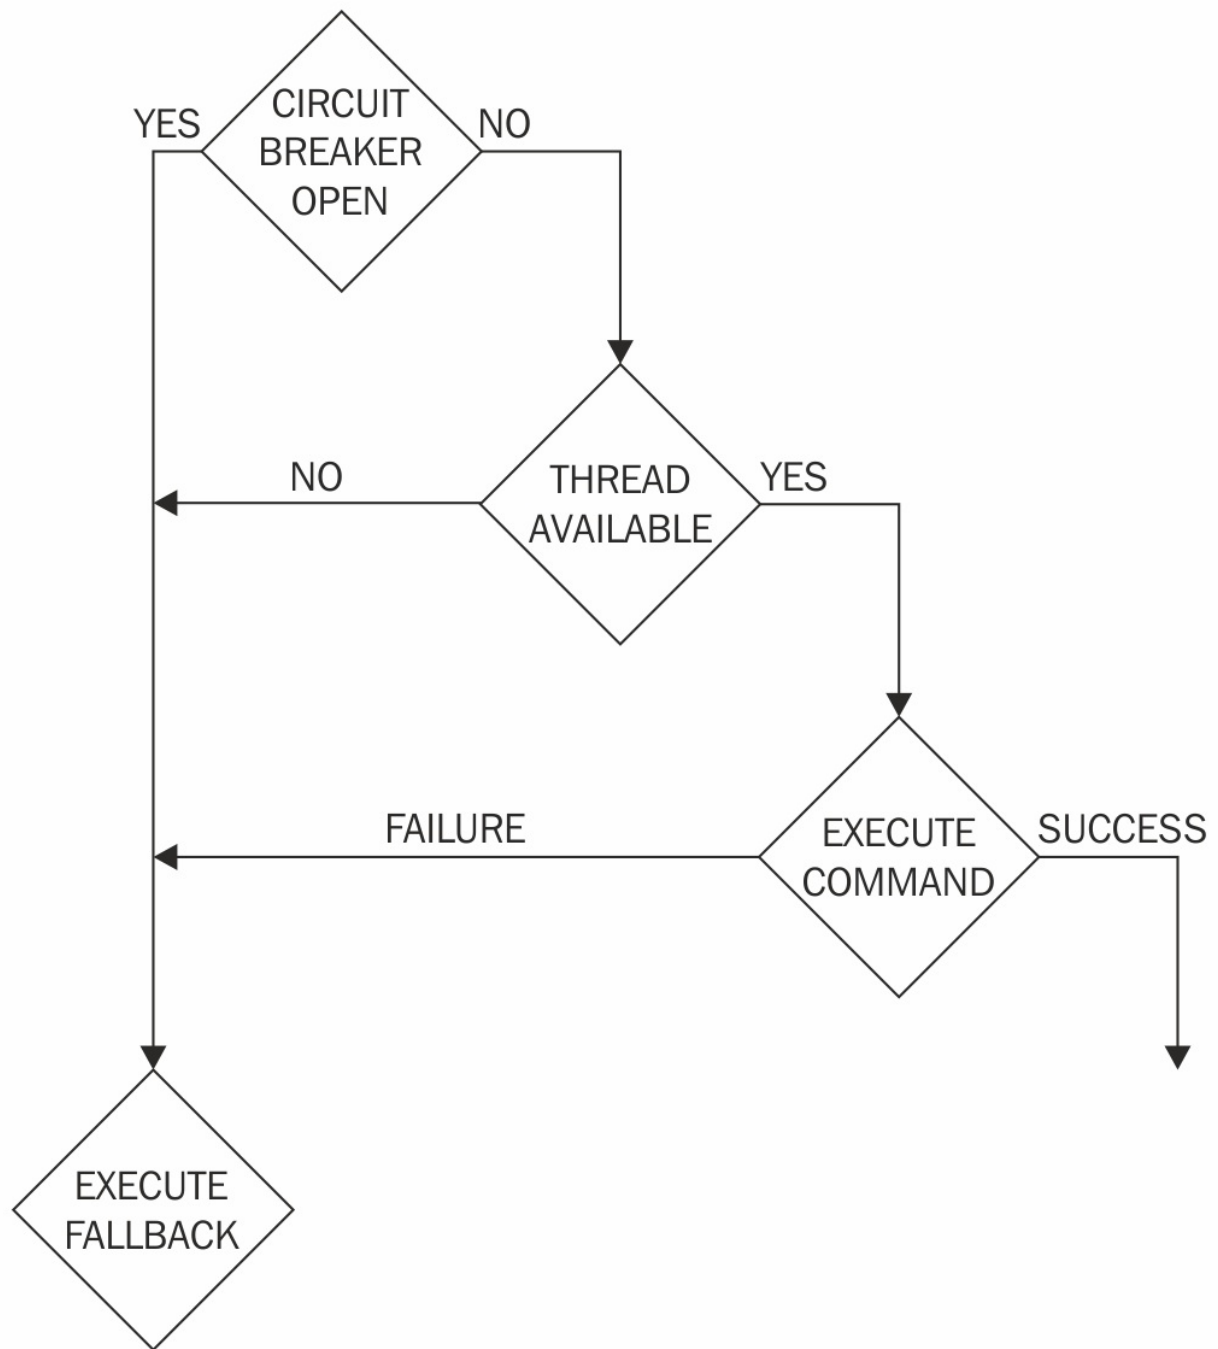 YES
CIRCUIT
BREAKER
OPEN
NO
NO
THREAD
AVAILABLE
YES
FAILURE
EXECUTE
COMMAND
SUCCESS
EXECUTE
FALLBACK